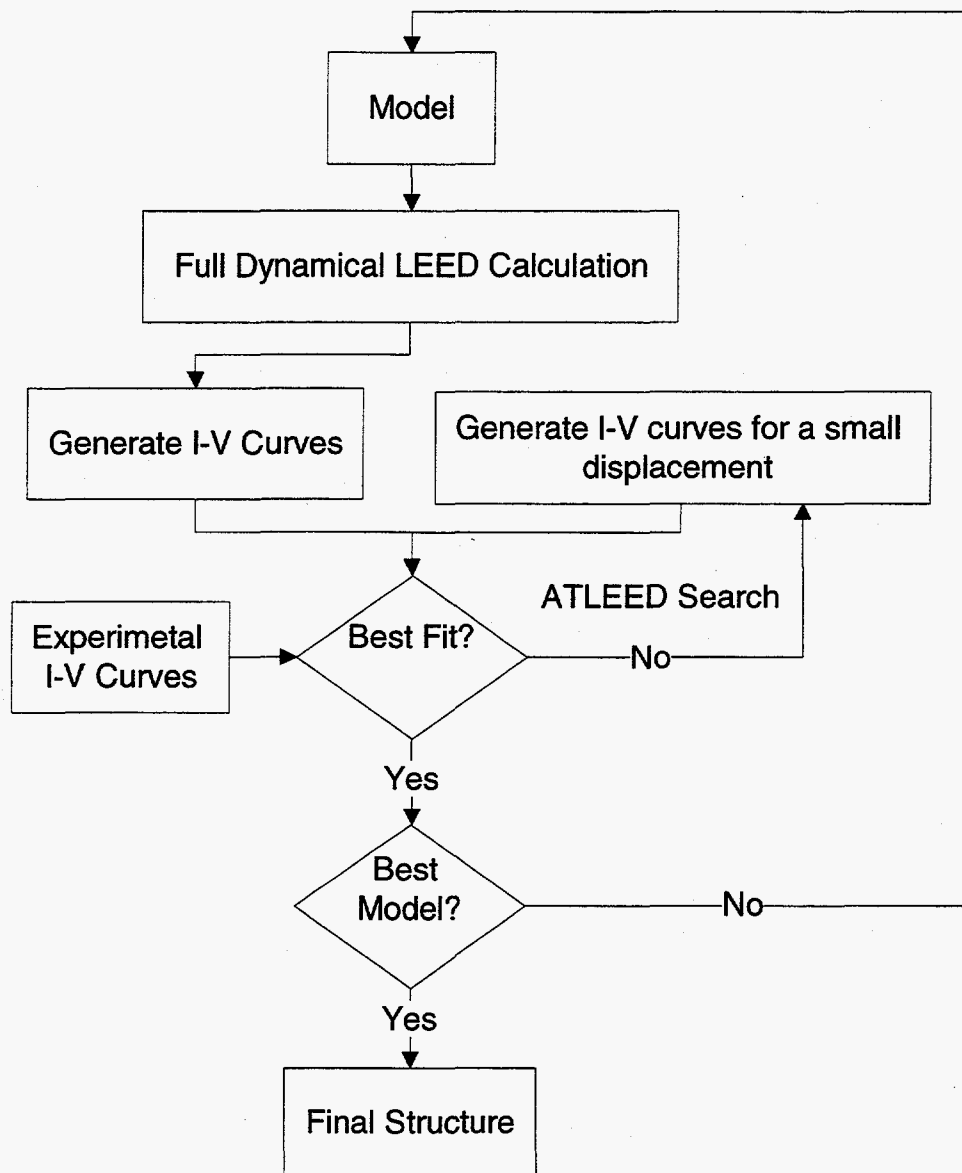 Model
Full Dynamical LEED Calculation
Generate I-V Curves
Generate I-V curves for a small
displacement
ATLEED Search
Experimetal
I-V Curves
Best Fit?
No
Yes
Best
Model?
No
Yes
Final Structure